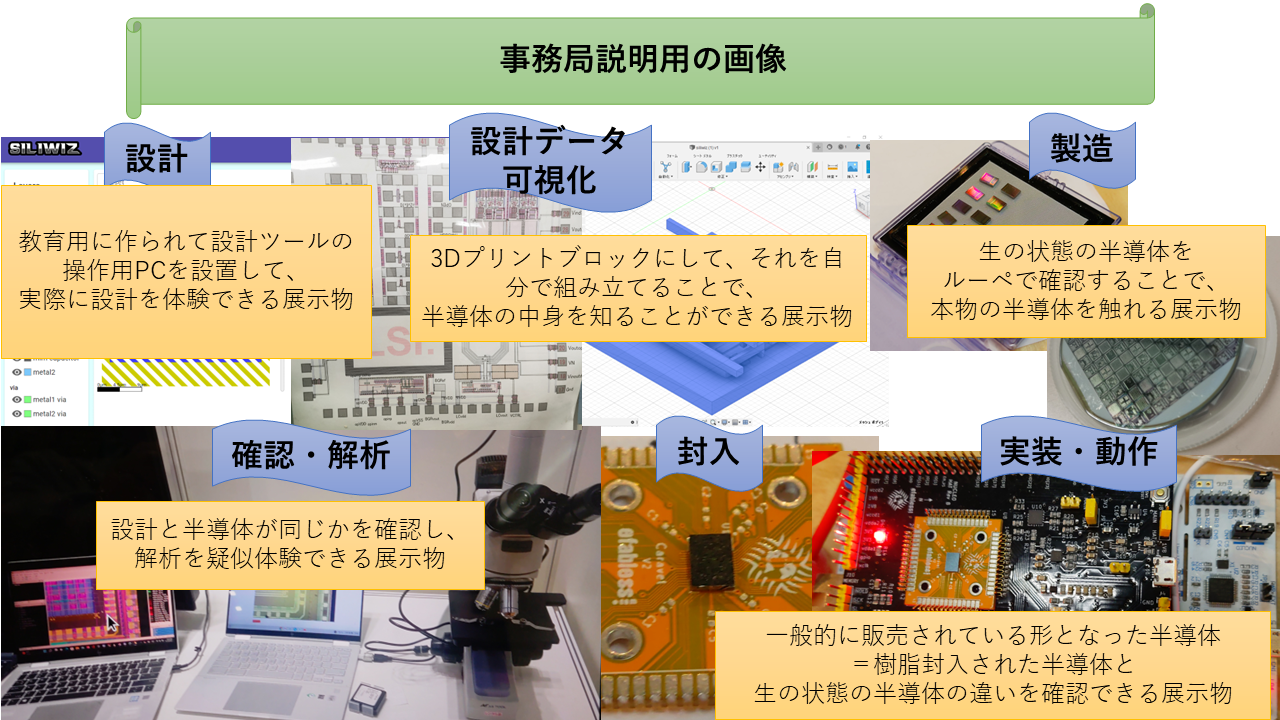 事務局説明用の画像
SILIWIZ
設計
教育用に作られて設計ツールの
操作用PCを設置して、
実際に設計を体験できる展示物
metal2
via
metal1 via
metal2 via
設計データ
可視化
3Dプリントブロックにして、それを自
分で組み立てることで、
半導体の中身を知ることができる展示物
LSI.
製造
生の状態の半導体を
ルーペで確認することで、
本物の半導体を触れる展示物
確認・解析
設計と半導体が同じかを確認し、
解析を疑似体験できる展示物
封入
efabless
Caravel
実装・動作
NUCLEO
efabless
一般的に販売されている形となった半導体
＝樹脂封入された半導体と
生の状態の半導体の違いを確認できる展示物